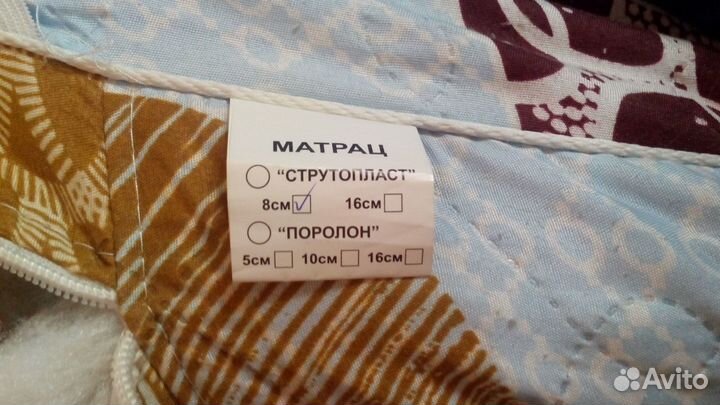 МАТРАЦ
"СТРУТОПЛАСТ"
8см 16см
"ПОРОЛОН"
5см 10см 16см
Avito